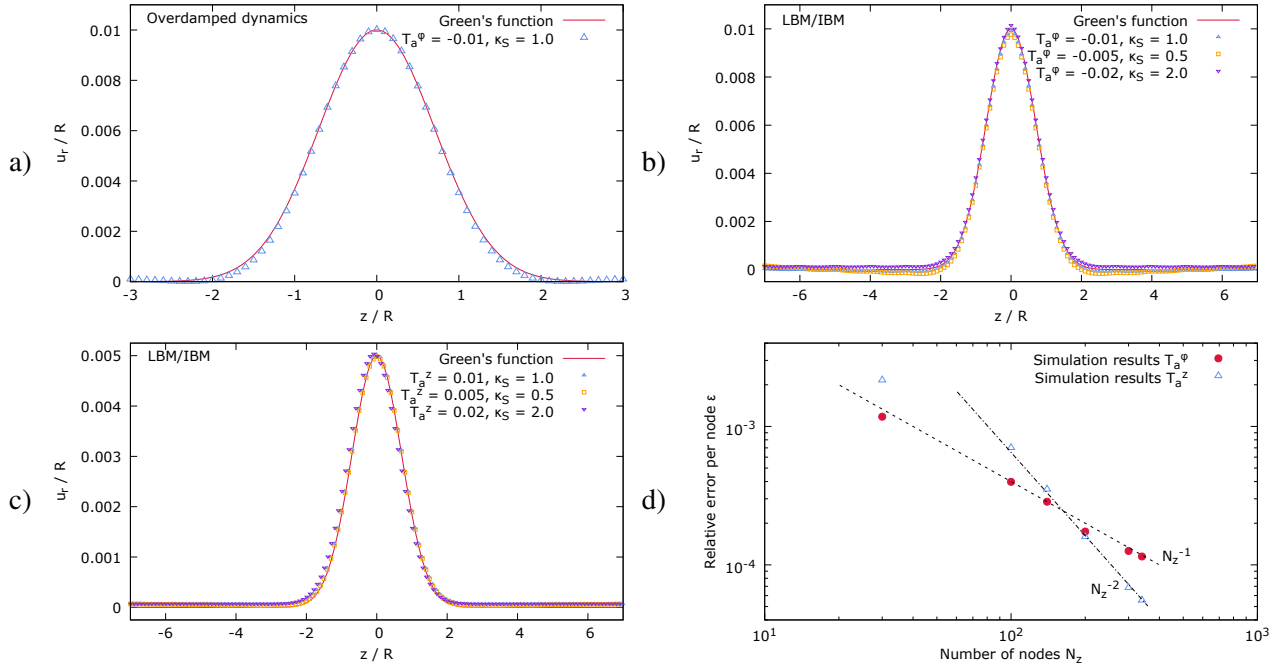 a)
Overdamped dynamics
Green's function
T_a^φ = -0.01, κ_S = 1.0
u_r / R
0.01
0.008
0.006
0.004
0.002
0
-3 -2 -1 0 1 2 3
z / R
b)
LBM/IBM
Green's function
T_a^φ = -0.01, κ_S = 1.0
T_a^φ = -0.005, κ_S = 0.5
T_a^φ = -0.02, κ_S = 2.0
u_r / R
0.01
0.008
0.006
0.004
0.002
0
-6 -4 -2 0 2 4 6
z / R
c)
LBM/IBM
Green's function
T_a^z = 0.01, κ_S = 1.0
T_a^z = 0.005, κ_S = 0.5
T_a^z = 0.02, κ_S = 2.0
u_r / R
0.005
0.004
0.003
0.002
0.001
0
-6 -4 -2 0 2 4 6
z / R
d)
Simulation results T_a^φ
Simulation results T_a^z
Relative error per node ε
10^-3
10^-4
N_z^-1
N_z^-2
10^1 10^2 10^3
Number of nodes N_z